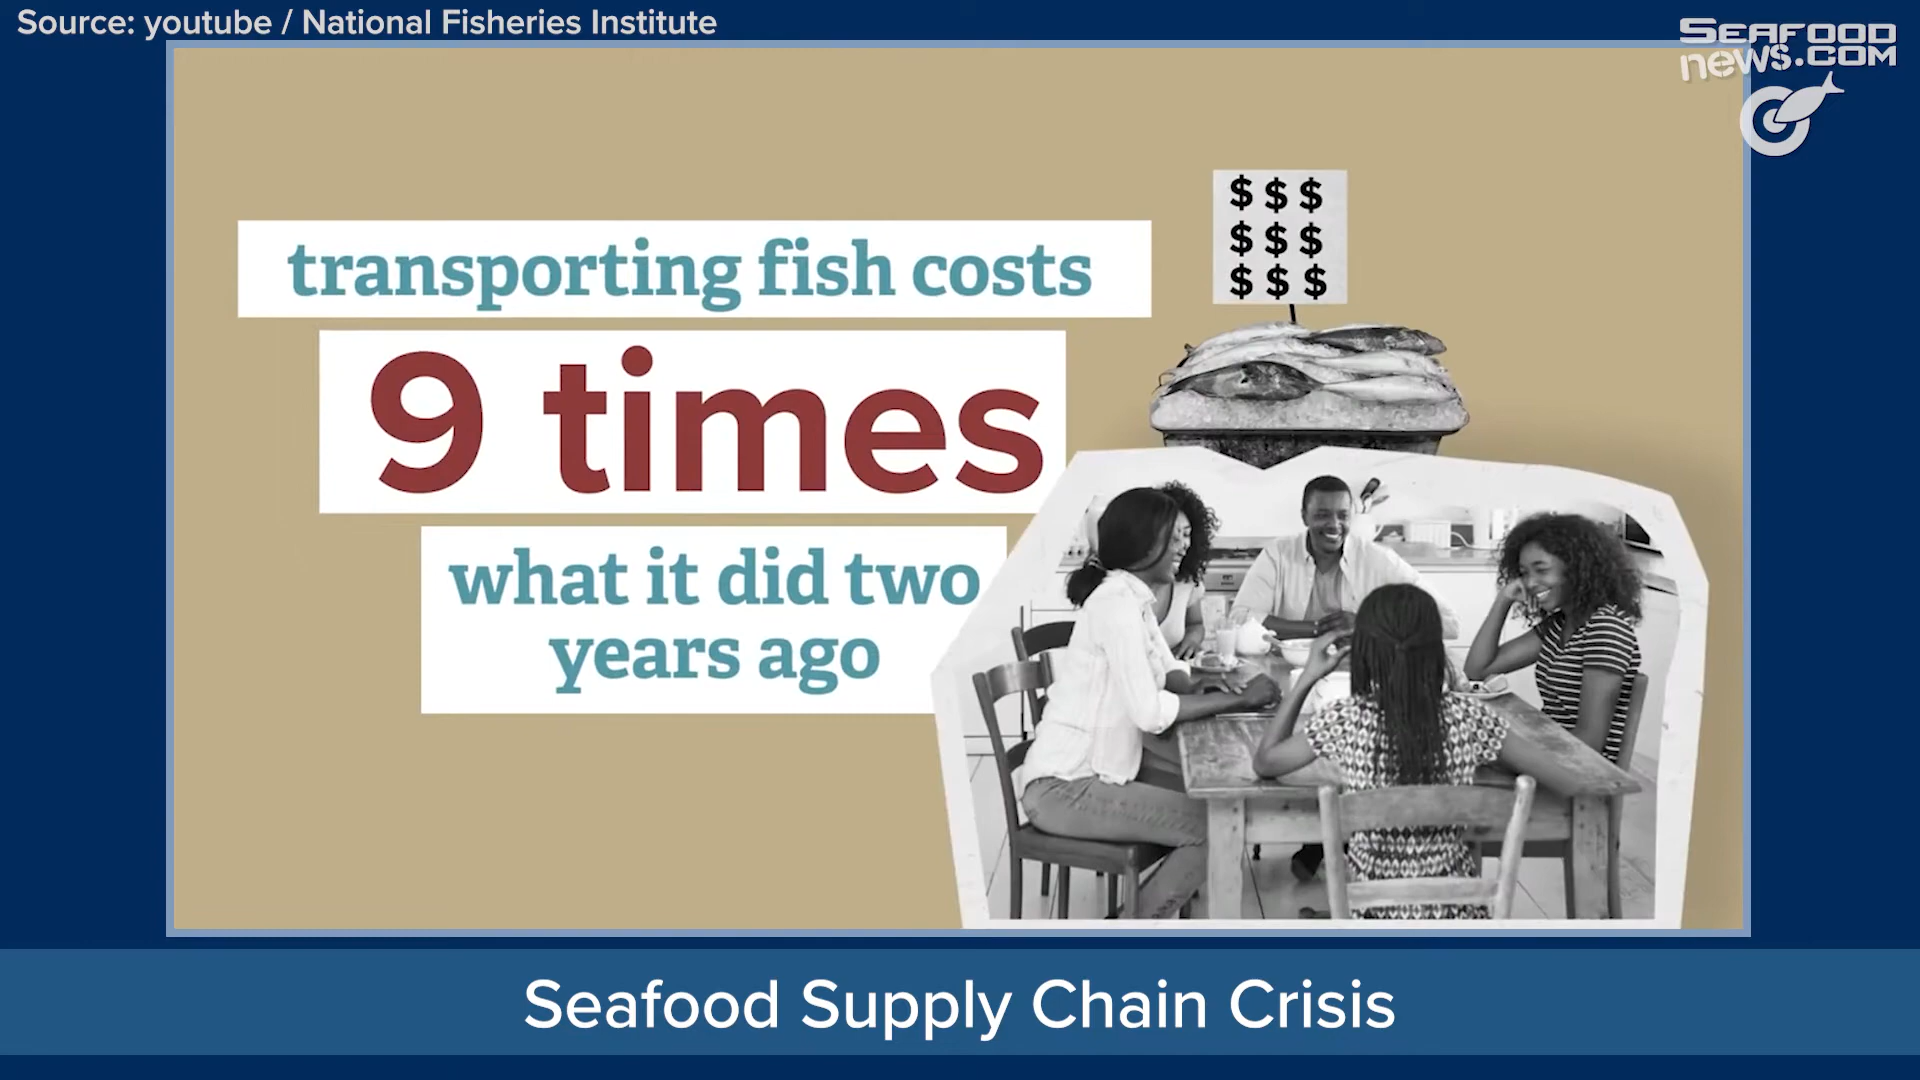 Source: youtube / National Fisheries Institute
SEAFOOD
news.COM
$ $ $
$ $ $
$ $ $
transporting fish costs
9 times
what it did two
years ago
Seafood Supply Chain Crisis